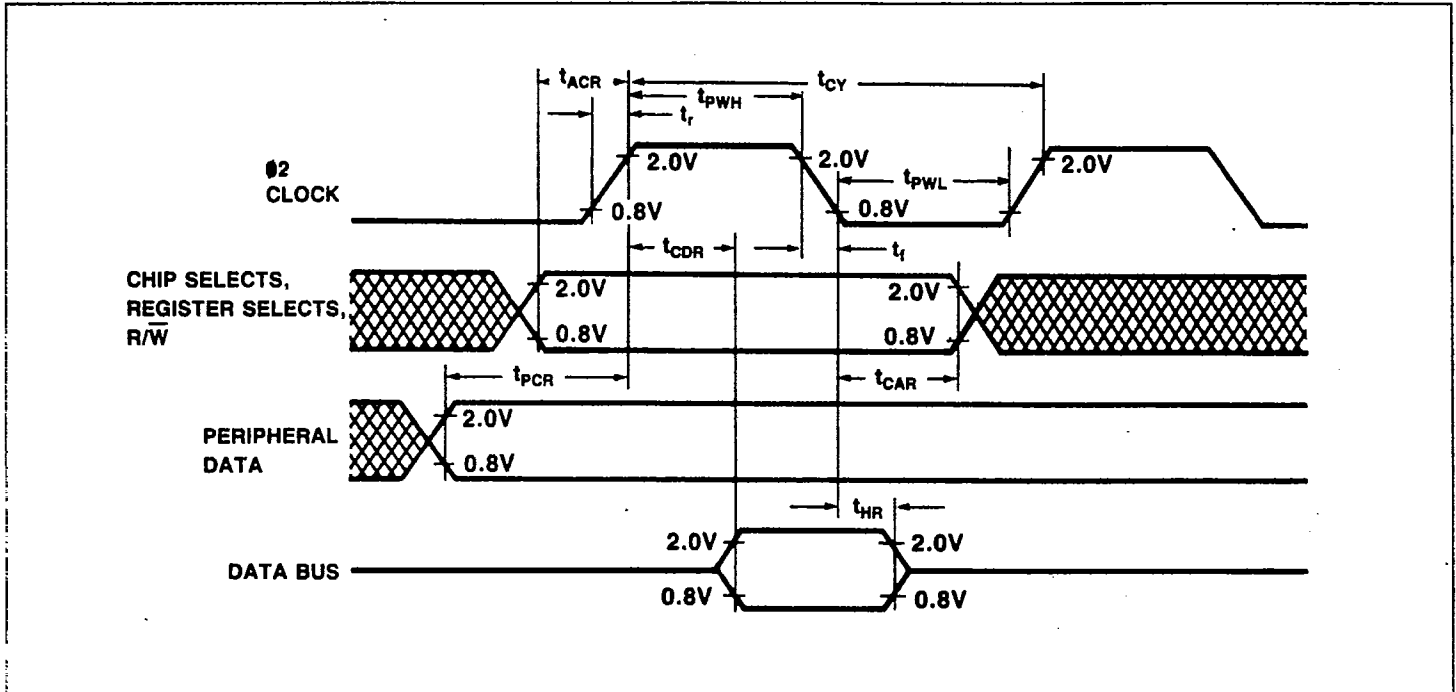 tACR
tCY
tPWH
tr
ø2
CLOCK
2.0V
2.0V
tPWL
2.0V
0.8V
0.8V
tCDR
tf
CHIP SELECTS,
REGISTER SELECTS,
R/W̅
2.0V
2.0V
0.8V
0.8V
tPCR
tCAR
PERIPHERAL
DATA
2.0V
0.8V
tHR
DATA BUS
2.0V
2.0V
0.8V
0.8V